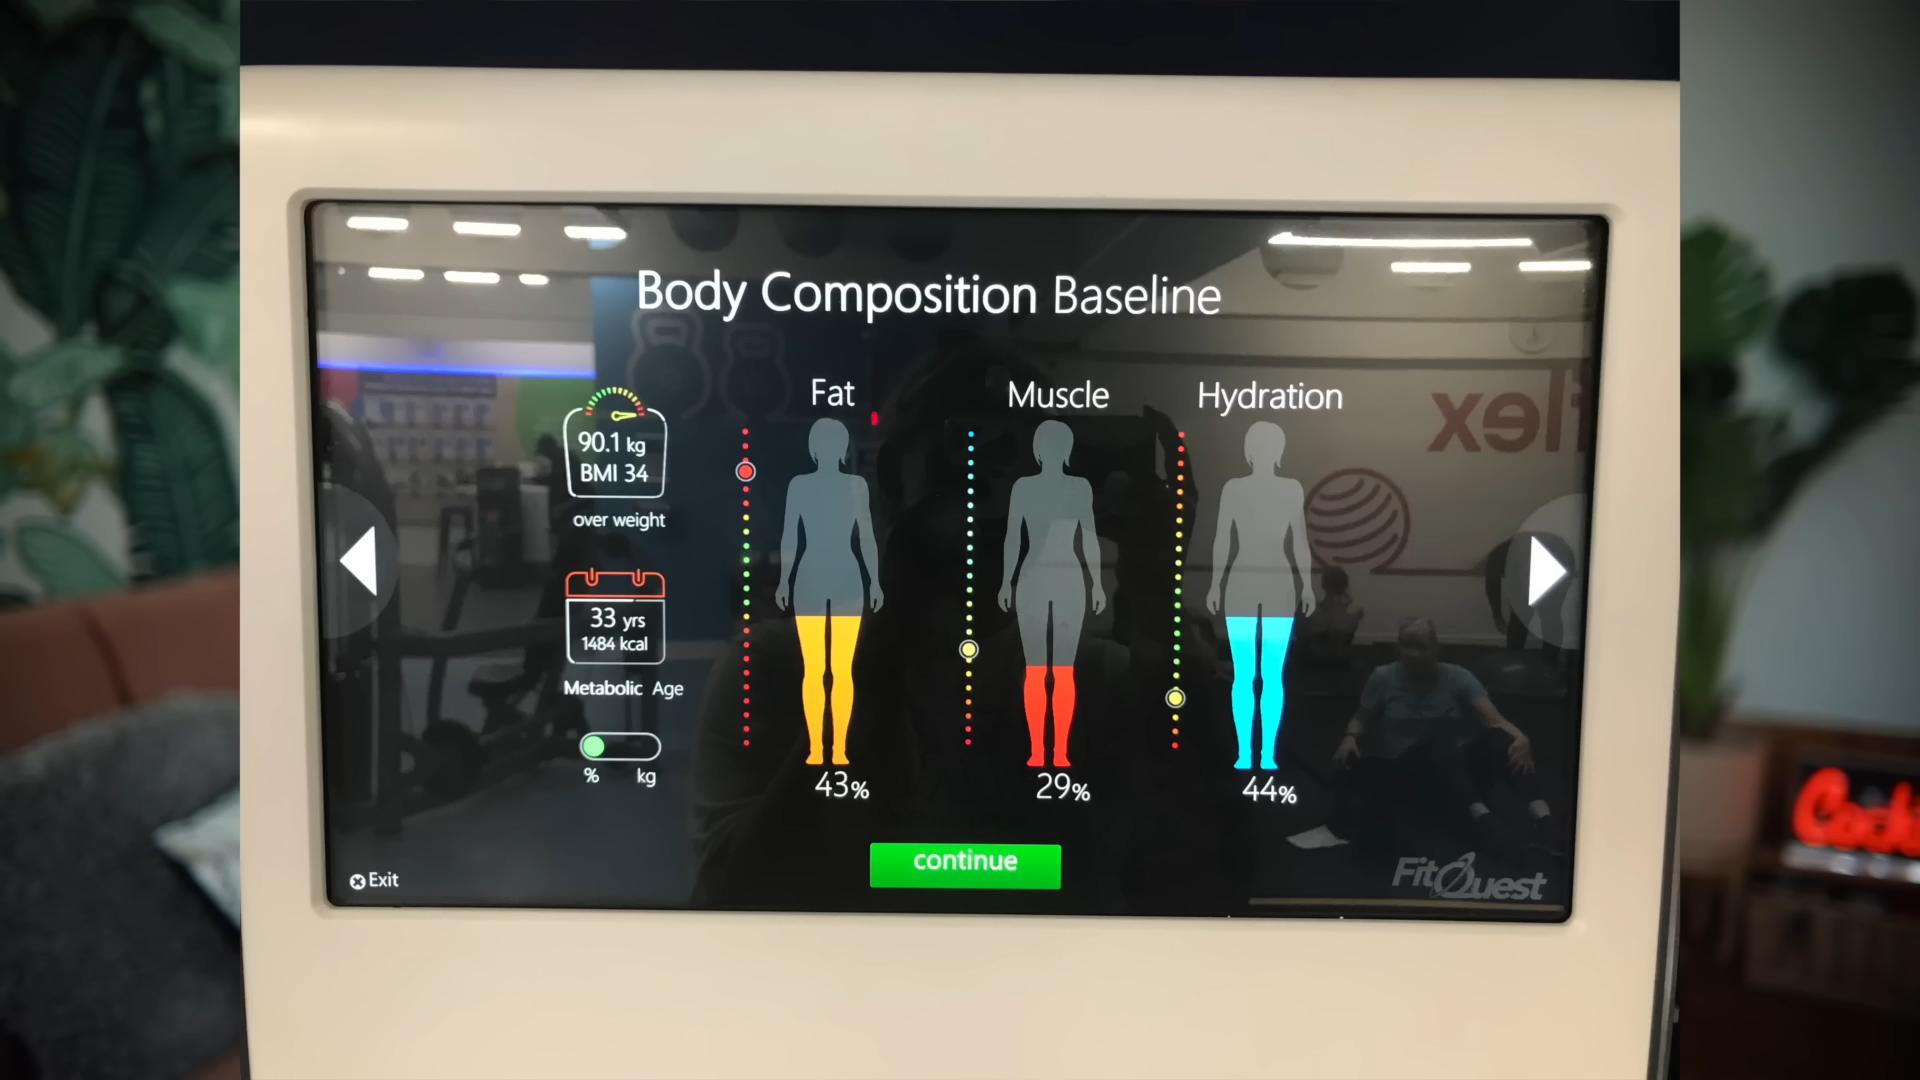 Body Composition Baseline
Fat
Muscle
Hydration
90.1 kg
BMI 34
over weight
33 yrs
1484 kcal
Metabolic Age
% kg
43%
29%
44%
continue
Exit
FitQuest
flex